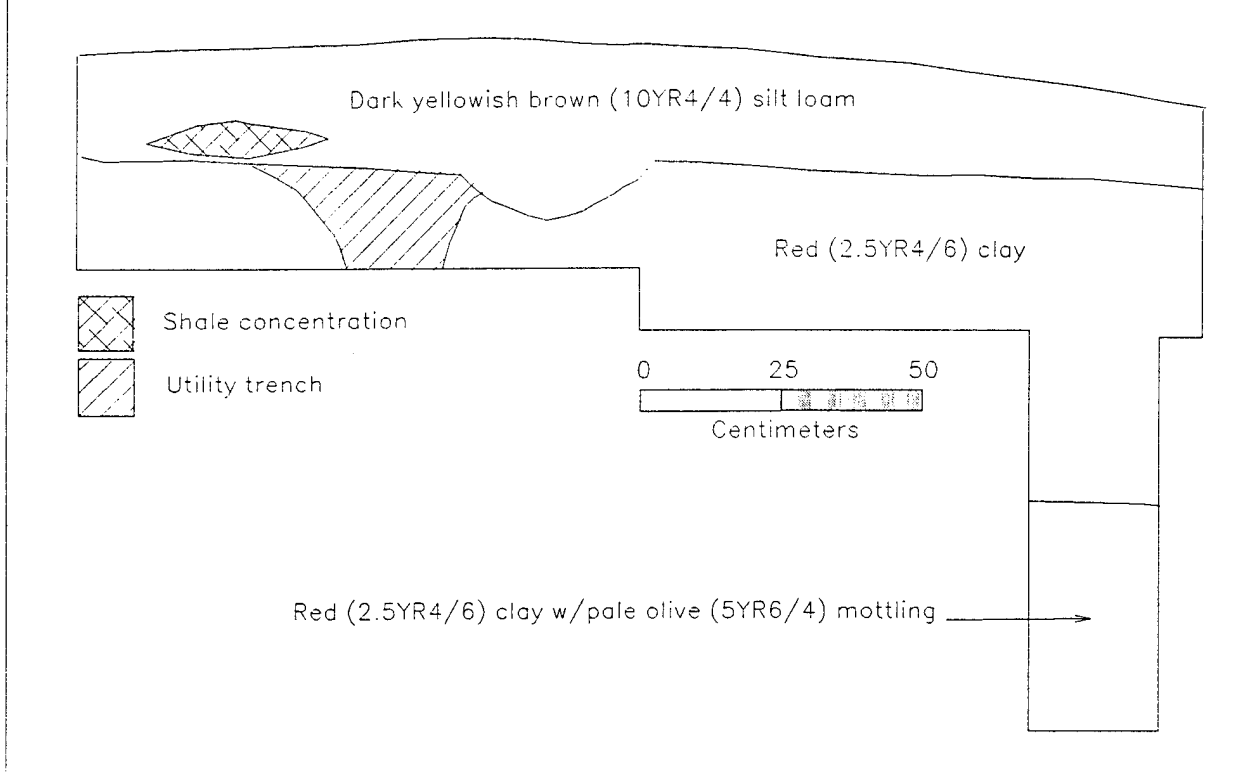 Dark yellowish brown (10YR4/4) silt loam
Red (2.5YR4/6) clay
Shale concentration
Utility trench
0 25 50
Centimeters
Red (2.5YR4/6) clay w/pale olive (5YR6/4) mottling